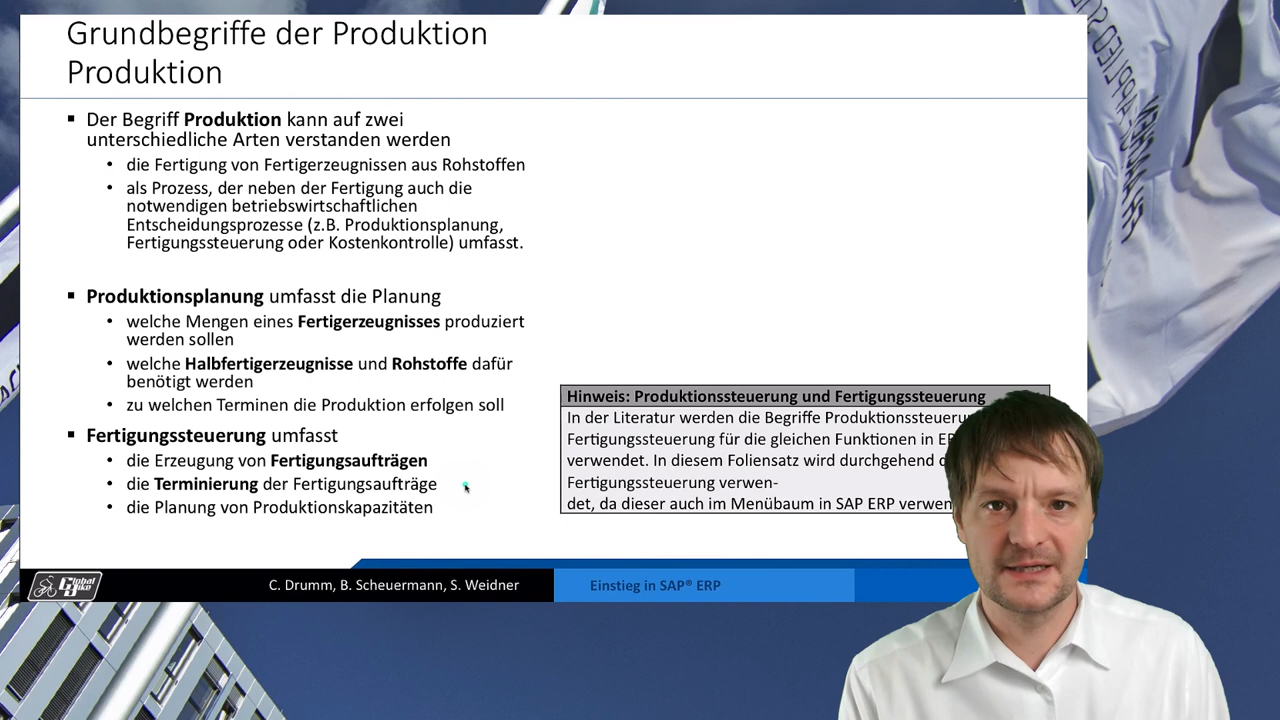 Grundbegriffe der Produktion
Produktion
Der Begriff Produktion kann auf zwei
unterschiedliche Arten verstanden werden
die Fertigung von Fertigerzeugnissen aus Rohstoffen
als Prozess, der neben der Fertigung auch die
notwendigen betriebswirtschaftlichen
Entscheidungsprozesse (z.B. Produktionsplanung,
Fertigungssteuerung oder Kostenkontrolle) umfasst.
Produktionsplanung umfasst die Planung
welche Mengen eines Fertigerzeugnisses produziert
werden sollen
welche Halbfertigerzeugnisse und Rohstoffe dafür
benötigt werden
zu welchen Terminen die Produktion erfolgen soll
Fertigungssteuerung umfasst
die Erzeugung von Fertigungsaufträgen
die Terminierung der Fertigungsaufträge
die Planung von Produktionskapazitäten
Hinweis: Produktionssteuerung und Fertigungssteuerung
In der Literatur werden die Begriffe
Fertigungssteuerung für die gleichen Funktionen in
verwendet. In diesem Foliensatz wird durchgehend
Fertigungssteuerung verwen-
det, da dieser auch im Menübaum in SAP ERP
Global Bike
C. Drumm, B. Scheuermann, S. Weidner
Einstieg in SAP® ERP
FH AACHEN